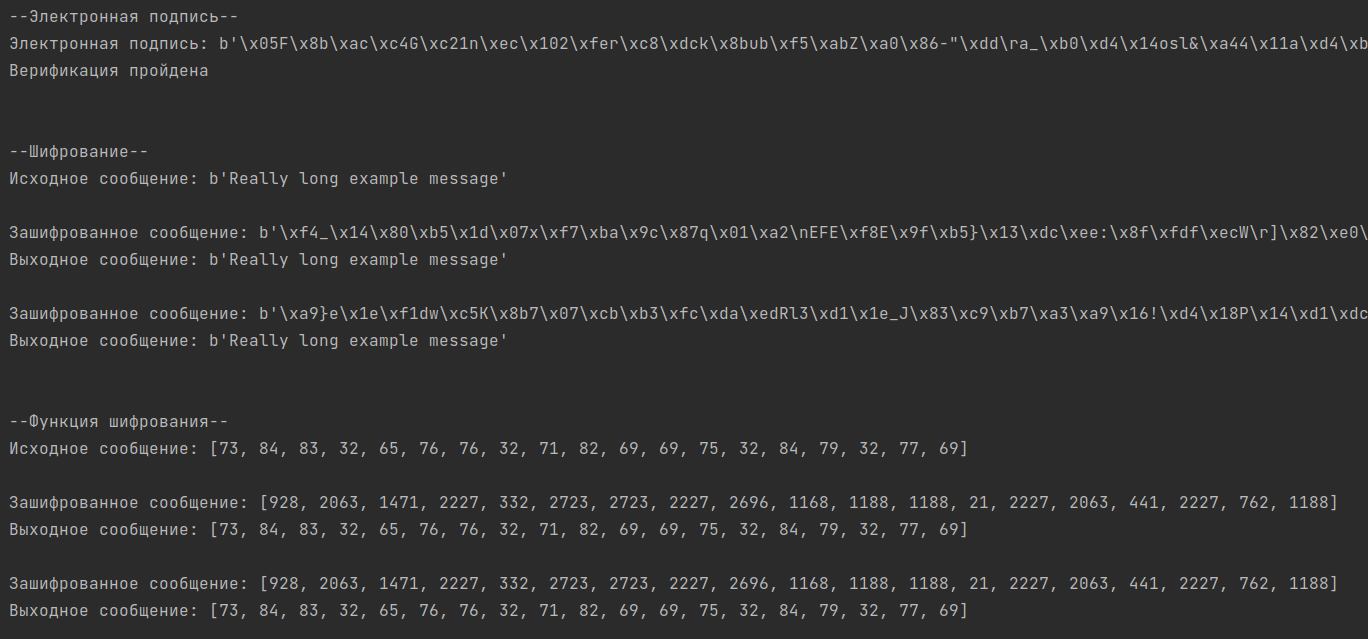 --Электронная подпись--
Электронная подпись: b'\x05F\x8b\xac\xc4G\xc21n\xec\x102\xfer\xc8\xdck\x8bub\xf5\xabZ\xa0\x86-"\xdd\ra_\xb0\xd4\x14osl&\xa44\x11a\xd4\xb
Верификация пройдена
--Шифрование--
Исходное сообщение: b'Really long example message'
Зашифрованное сообщение: b'\xf4_\x14\x80\xb5\x1d\x07x\xf7\xba\x9c\x87q\x01\xa2\nEFE\xf8E\x9f\xb5}\x13\xdc\xee:\x8f\xfdf\xecW\r]\x82\xe0\
Выходное сообщение: b'Really long example message'
Зашифрованное сообщение: b'\xa9}e\x1e\xf1dw\xc5K\x8b7\x07\xcb\xb3\xfc\xda\xedRl3\xd1\x1e_J\x83\xc9\xb7\xa3\xa9\x16!\xd4\x18P\x14\xd1\xdc
Выходное сообщение: b'Really long example message'
--Функция шифрования--
Исходное сообщение: [73, 84, 83, 32, 65, 76, 76, 32, 71, 82, 69, 69, 75, 32, 84, 79, 32, 77, 69]
Зашифрованное сообщение: [928, 2063, 1471, 2227, 332, 2723, 2723, 2227, 2696, 1168, 1188, 1188, 21, 2227, 2063, 441, 2227, 762, 1188]
Выходное сообщение: [73, 84, 83, 32, 65, 76, 76, 32, 71, 82, 69, 69, 75, 32, 84, 79, 32, 77, 69]
Зашифрованное сообщение: [928, 2063, 1471, 2227, 332, 2723, 2723, 2227, 2696, 1168, 1188, 1188, 21, 2227, 2063, 441, 2227, 762, 1188]
Выходное сообщение: [73, 84, 83, 32, 65, 76, 76, 32, 71, 82, 69, 69, 75, 32, 84, 79, 32, 77, 69]